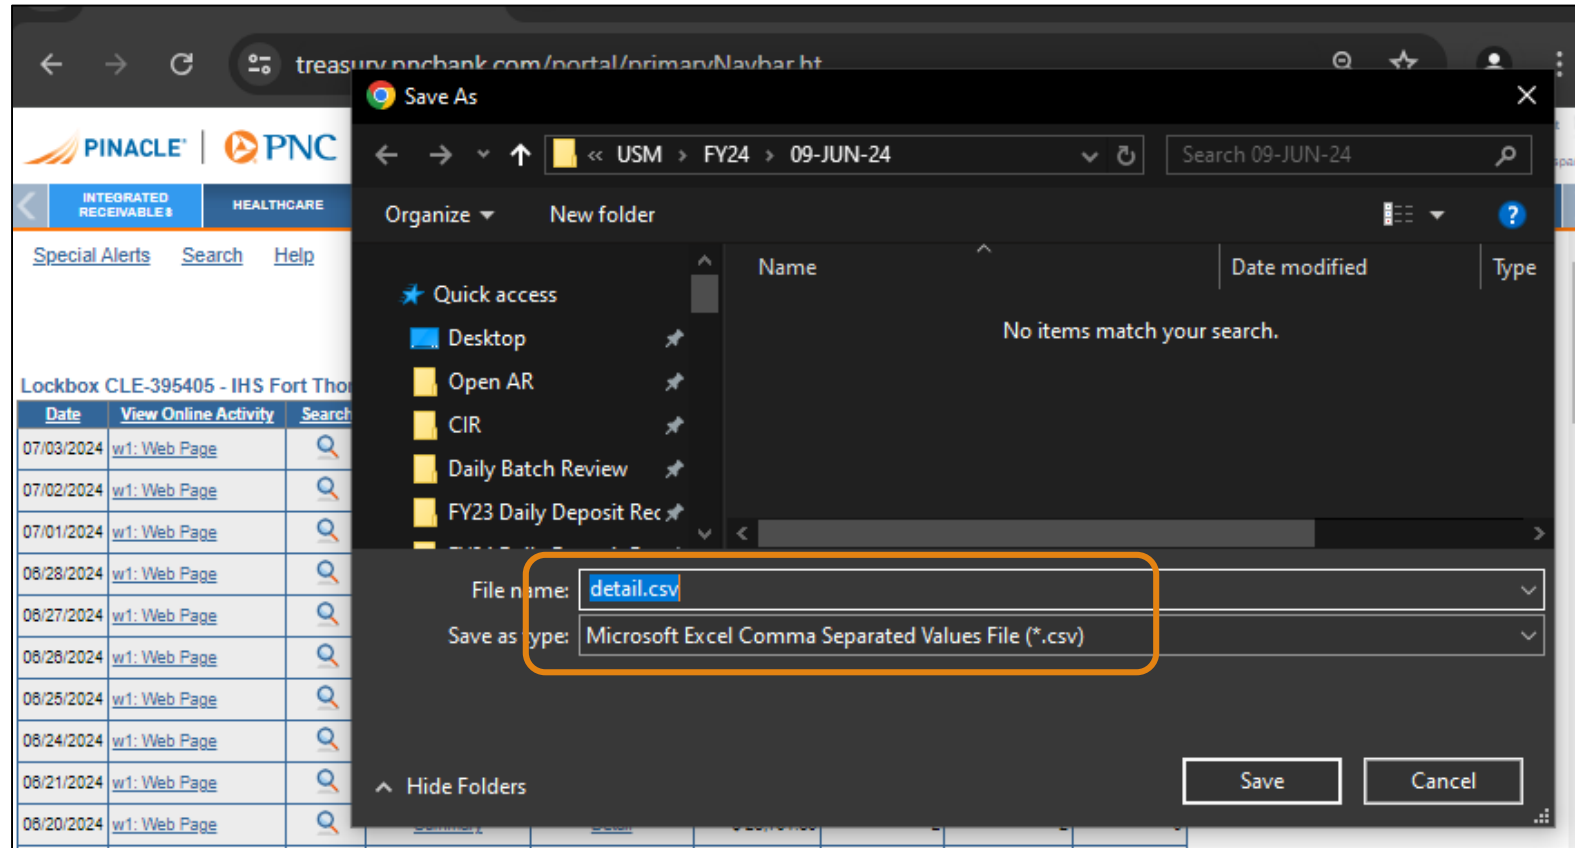 treasury.pncbank.com/portal/primaryNavbar.ht
Save As
PINACLE
PNC
« USM > FY24 > 09-JUN-24
Search 09-JUN-24
INTEGRATED
RECEIVABLES
HEALTHCARE
Organize
New folder
Special Alerts Search Help
Name
Date modified
Type
Quick access
No items match your search.
Desktop
Open AR
CIR
Daily Batch Review
FY23 Daily Deposit Rec
Lockbox CLE-395405 - IHS Fort Tho
Date View Online Activity Search
07/03/2024 w1: Web Page
07/02/2024 w1: Web Page
07/01/2024 w1: Web Page
06/28/2024 w1: Web Page
06/27/2024 w1: Web Page
06/26/2024 w1: Web Page
06/25/2024 w1: Web Page
06/24/2024 w1: Web Page
06/21/2024 w1: Web Page
06/20/2024 w1: Web Page
File name: detail.csv
Save as type: Microsoft Excel Comma Separated Values File (*.csv)
Hide Folders
Save
Cancel